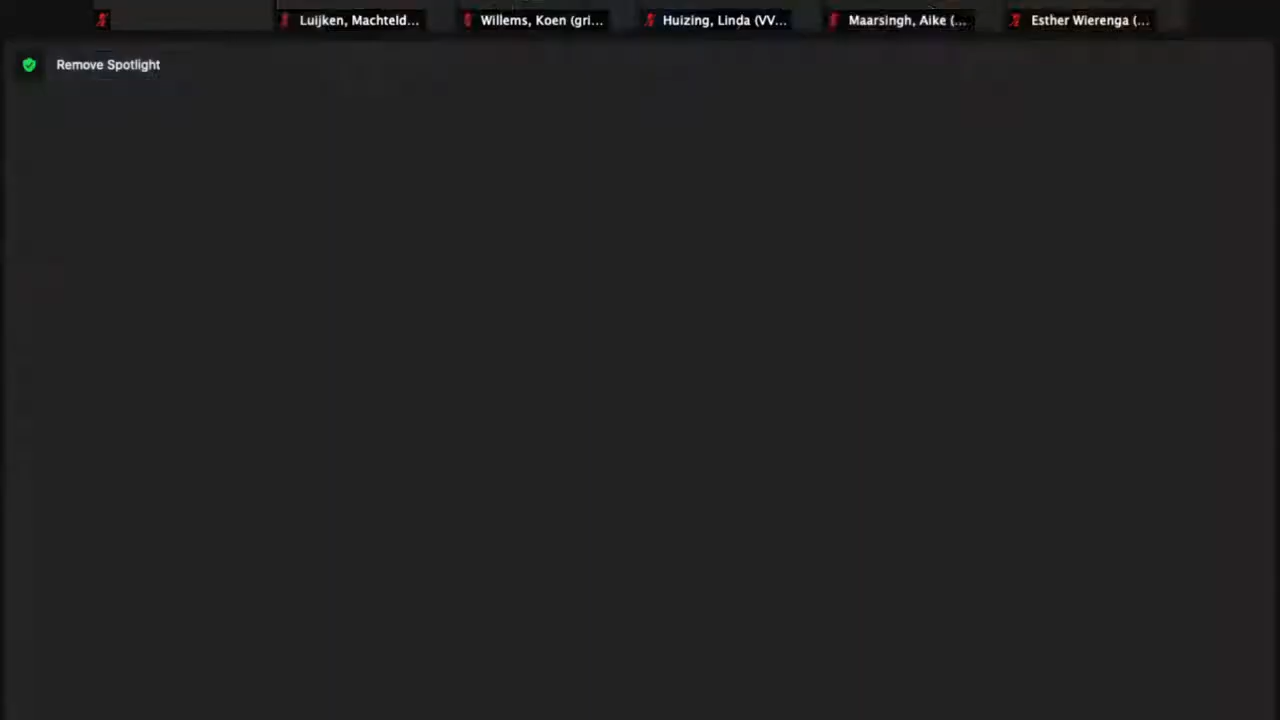 Luijken, Machteld...
Willems, Koen (gri...
Huizing, Linda (VV...
Maarsingh, Aike (...
Esther Wierenga (...
Remove Spotlight